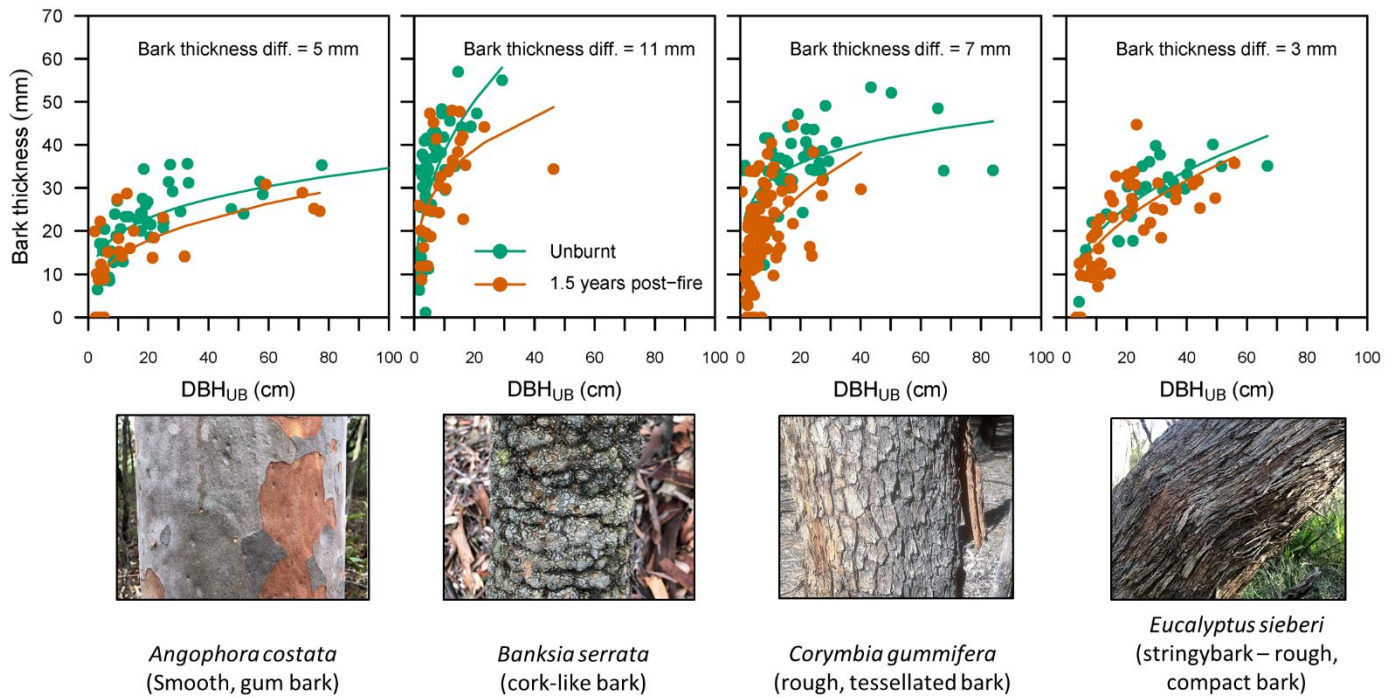 Bark thickness (mm)
70
60
50
40
30
20
10
0
Bark thickness diff. = 5 mm
0 20 40 60 80 100
DBHUB (cm)
Bark thickness diff. = 11 mm
Unburnt
1.5 years post−fire
0 20 40 60 80 100
DBHUB (cm)
Bark thickness diff. = 7 mm
0 20 40 60 80 100
DBHUB (cm)
Bark thickness diff. = 3 mm
0 20 40 60 80 100
DBHUB (cm)
Angophora costata
(Smooth, gum bark)
Banksia serrata
(cork-like bark)
Corymbia gummifera
(rough, tessellated bark)
Eucalyptus sieberi
(stringybark – rough,
compact bark)